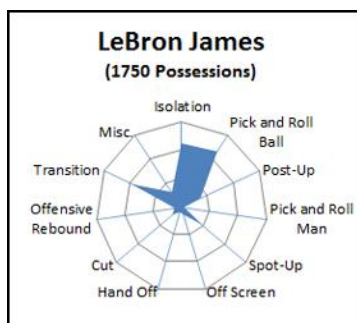 LeBron James
(1750 Possessions)
Isolation
Pick and Roll
Ball
Post-Up
Pick and Roll
Man
Spot-Up
Off Screen
Hand Off
Cut
Offensive
Rebound
Transition
Misc.